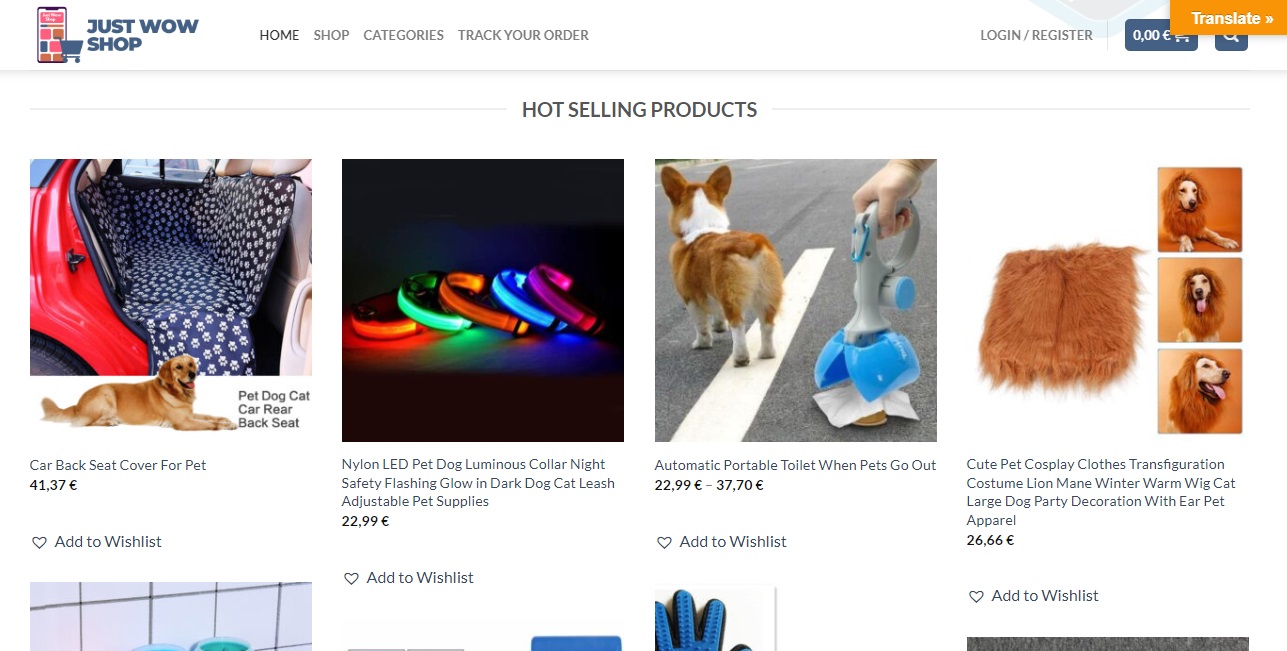 JUST WOW
SHOP
HOME SHOP CATEGORIES TRACK YOUR ORDER
LOGIN / REGISTER
0,00 €
Translate »
HOT SELLING PRODUCTS
Pet Dog Cat
Car Rear
Back Seat
Car Back Seat Cover For Pet
41,37 €
Add to Wishlist
Nylon LED Pet Dog Luminous Collar Night
Safety Flashing Glow in Dark Dog Cat Leash
Adjustable Pet Supplies
22,99 €
Add to Wishlist
Automatic Portable Toilet When Pets Go Out
22,99 € – 37,70 €
Add to Wishlist
Cute Pet Cosplay Clothes Transfiguration
Costume Lion Mane Winter Warm Wig Cat
Large Dog Party Decoration With Ear Pet
Apparel
26,66 €
Add to Wishlist